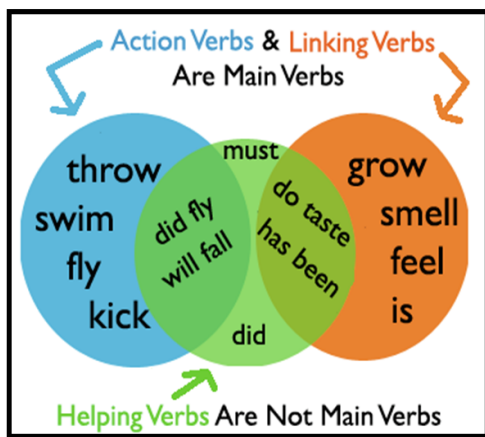 Action Verbs & Linking Verbs
Are Main Verbs
throw
swim
fly
kick
did fly
will fall
must
did
do taste
has been
grow
smell
feel
is
Helping Verbs Are Not Main Verbs